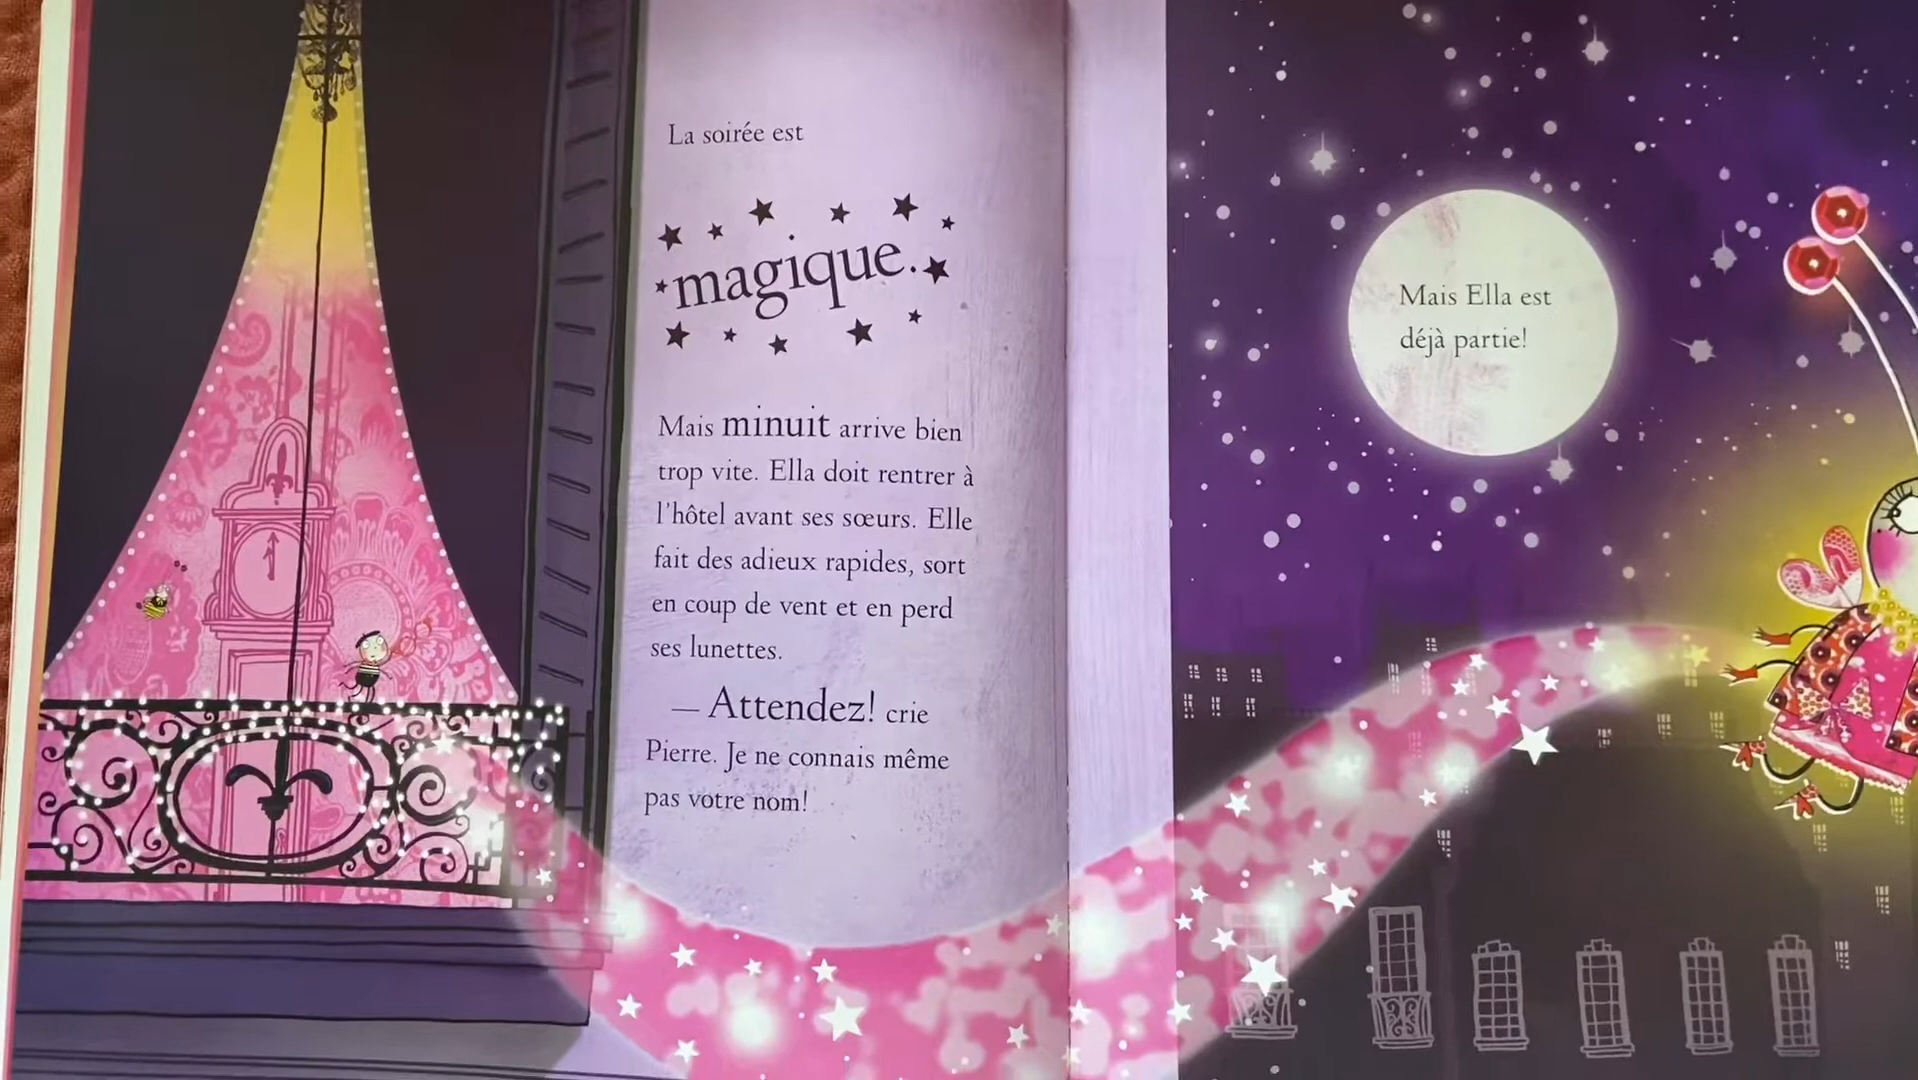 La soirée est
magique.
Mais minuit arrive bien
trop vite. Ella doit rentrer à
l'hôtel avant ses sœurs. Elle
fait des adieux rapides, sort
en coup de vent et en perd
ses lunettes.
— Attendez! crie
Pierre. Je ne connais même
pas votre nom!
Mais Ella est
déjà partie!